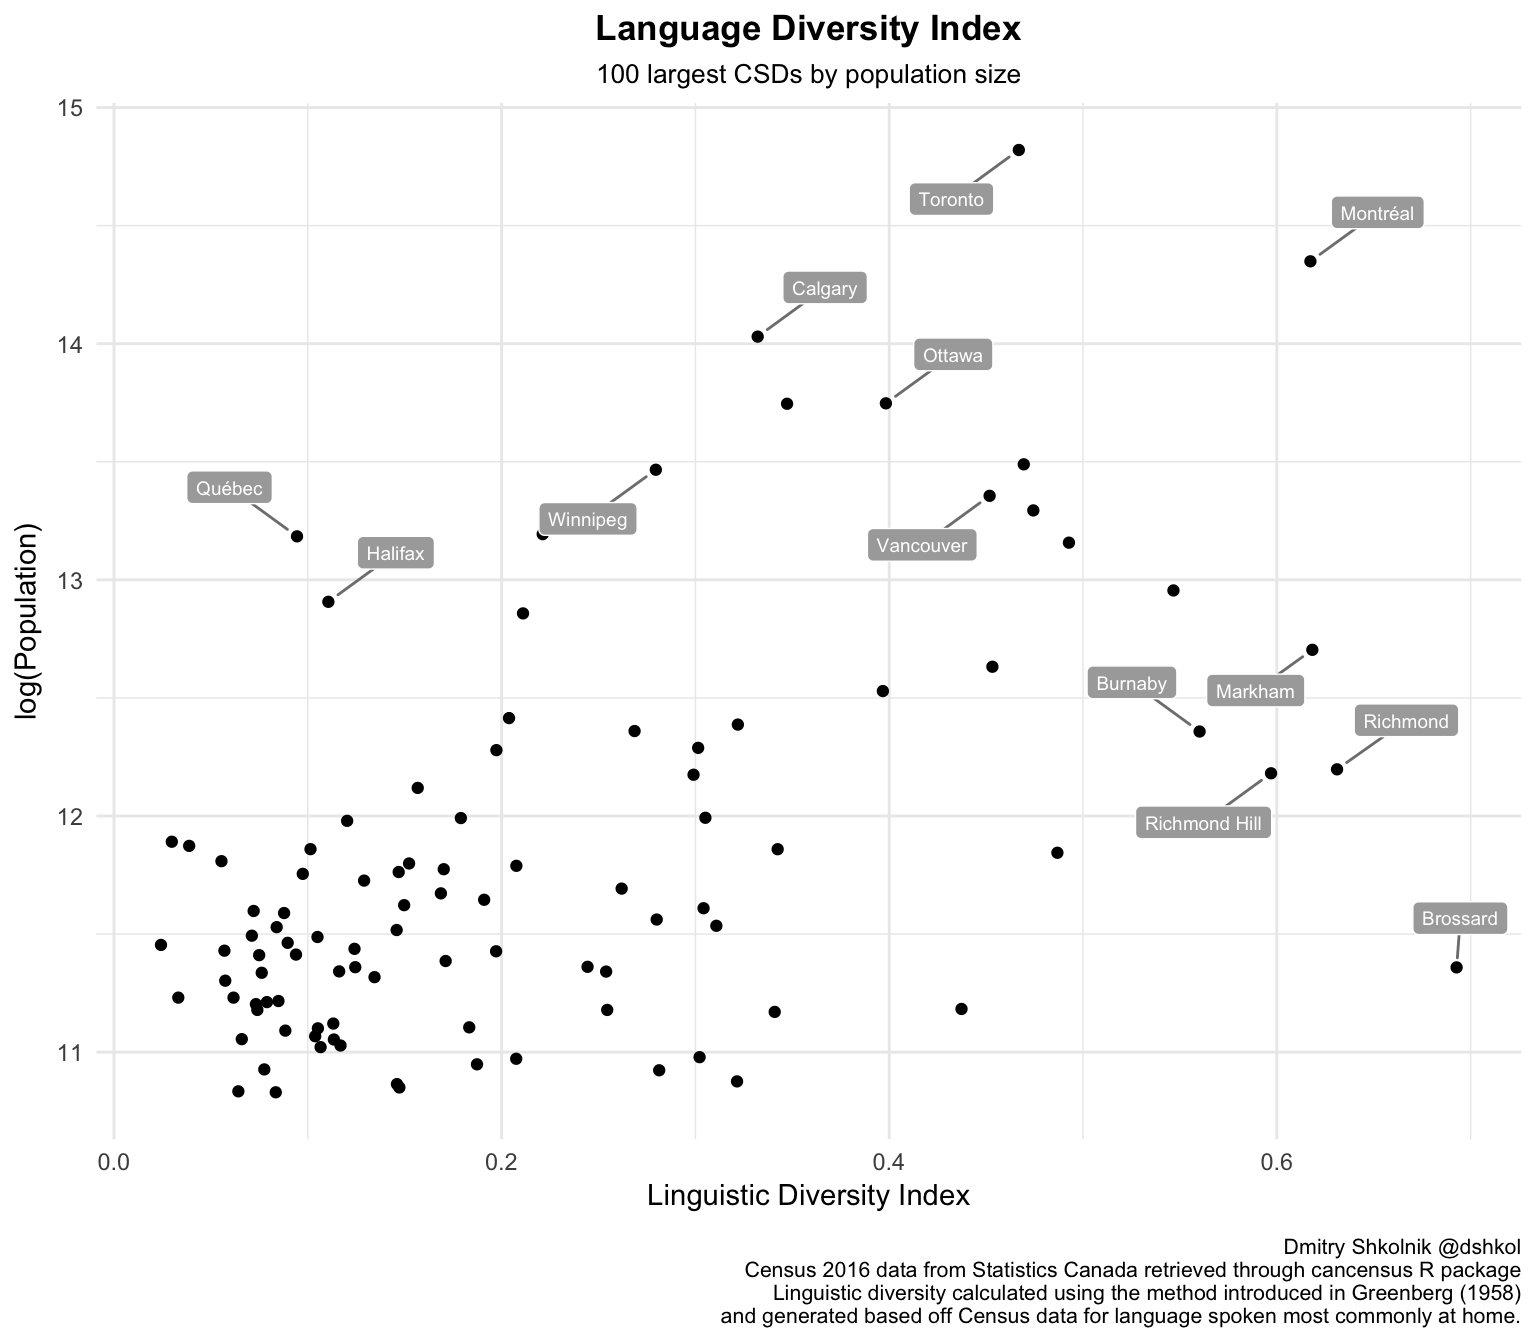 Language Diversity Index
100 largest CSDs by population size
15
Toronto
Montréal
Calgary
14
Ottawa
Québec
Winnipeg
Vancouver
Halifax
13
log(Population)
Burnaby
Markham
Richmond
12
Richmond Hill
Brossard
11
0.0
0.2
0.4
0.6
Linguistic Diversity Index
Dmitry Shkolnik @dshkol
Census 2016 data from Statistics Canada retrieved through cancensus R package
Linguistic diversity calculated using the method introduced in Greenberg (1958)
and generated based off Census data for language spoken most commonly at home.